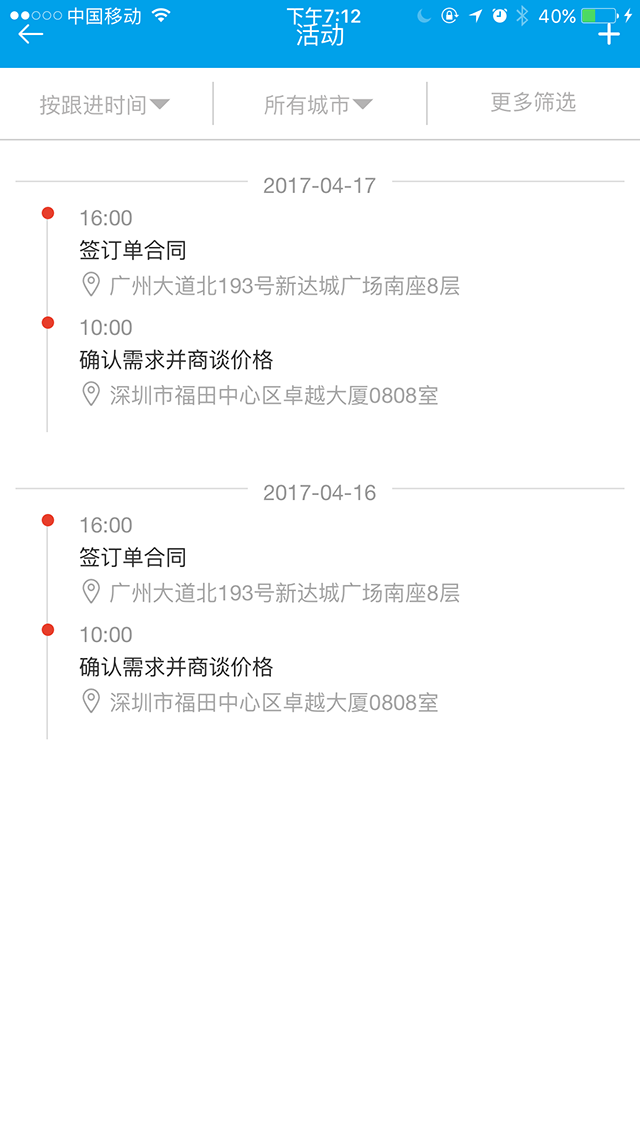 中国移动 下午7:12 40%
活动
按跟进时间 所有城市 更多筛选
2017-04-17
16:00
签订单合同
广州大道北193号新达城广场南座8层
10:00
确认需求并商谈价格
深圳市福田中心区卓越大厦0808室
2017-04-16
16:00
签订单合同
广州大道北193号新达城广场南座8层
10:00
确认需求并商谈价格
深圳市福田中心区卓越大厦0808室